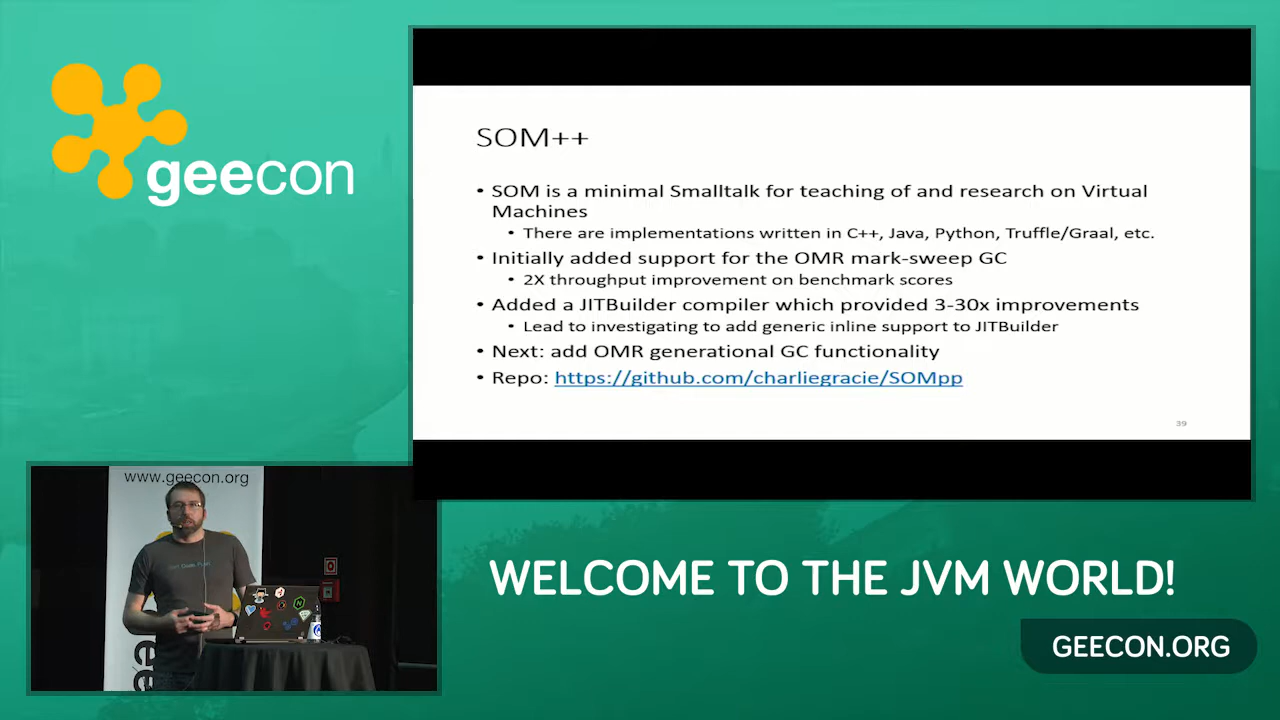 geecon
SOM++
• SOM is a minimal Smalltalk for teaching of and research on Virtual
Machines
• There are implementations written in C++, Java, Python, Truffle/Graal, etc.
• Initially added support for the OMR mark-sweep GC
• 2X throughput improvement on benchmark scores
• Added a JITBuilder compiler which provided 3-30x improvements
• Lead to investigating to add generic inline support to JITBuilder
• Next: add OMR generational GC functionality
• Repo: https://github.com/charliegracie/SOMpp
39
www.geecon.org
WELCOME TO THE JVM WORLD!
GEECON.ORG